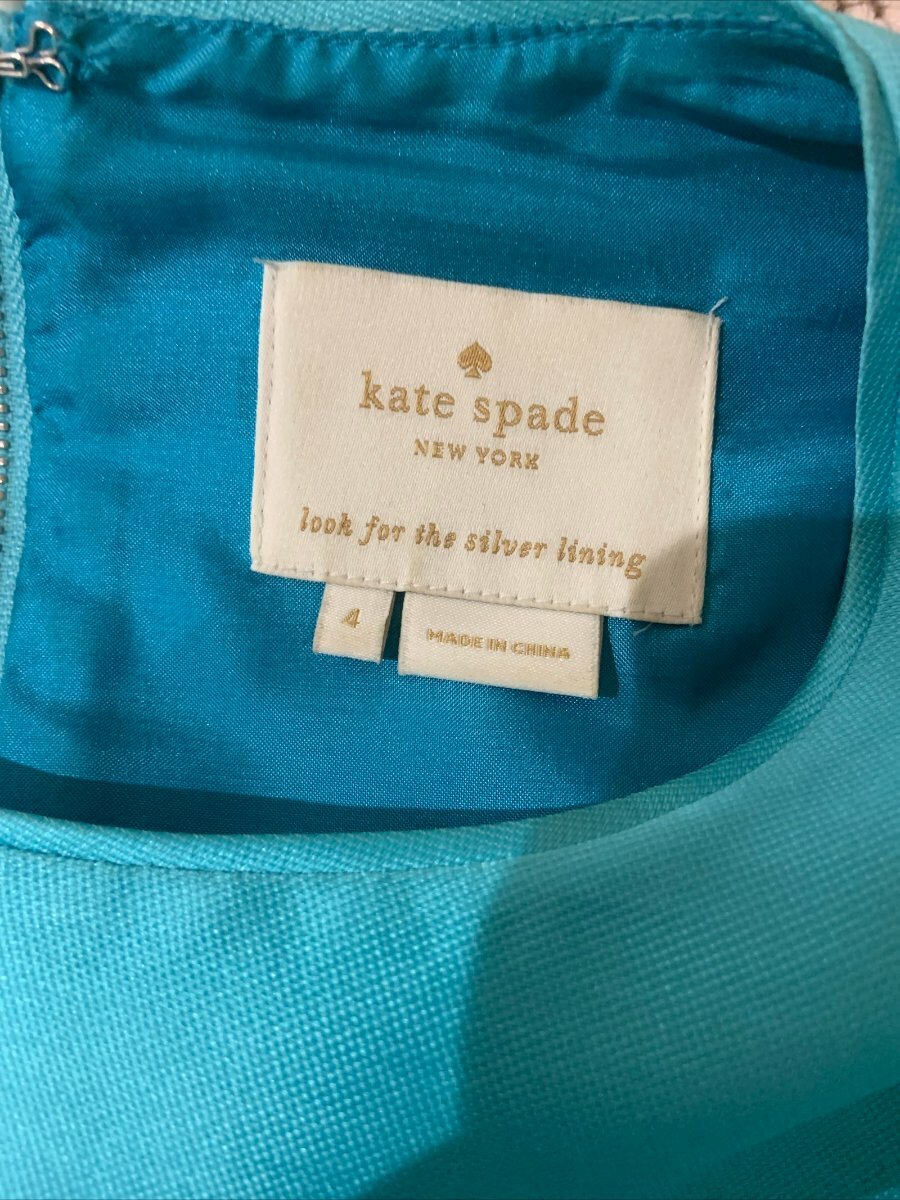 kate spade
NEW YORK
look for the silver lining
4
MADE IN CHINA